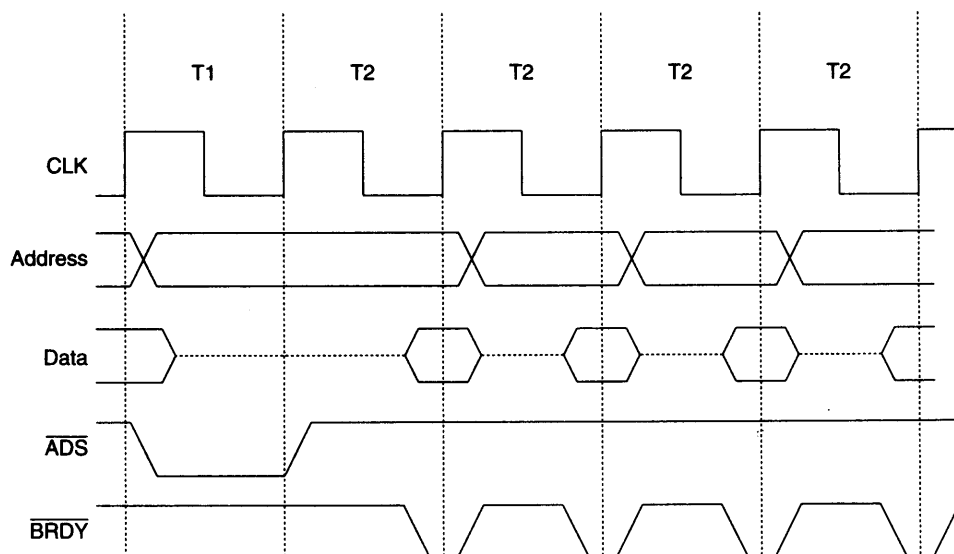 T1 T2 T2 T2 T2
CLK
Address
Data
ADS
BRDY